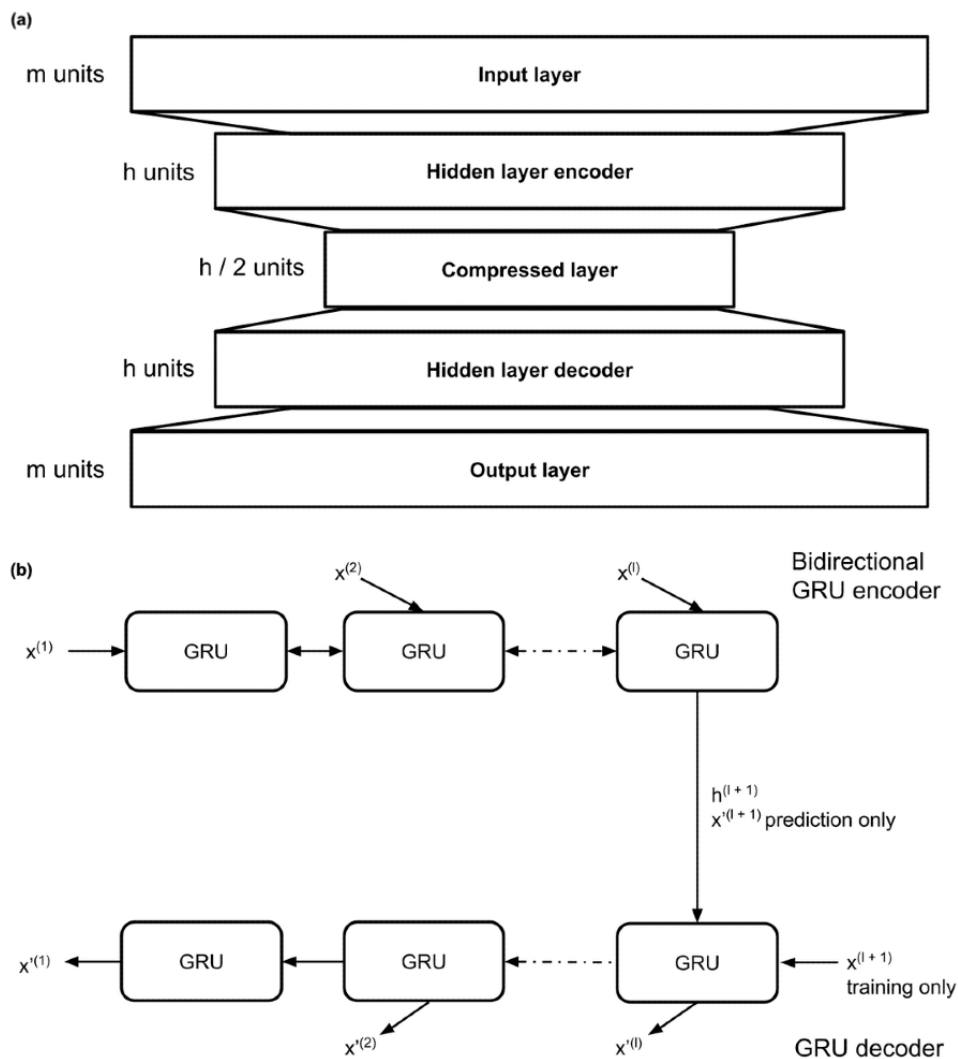 (a)
m units
Input layer
h units
Hidden layer encoder
h / 2 units
Compressed layer
h units
Hidden layer decoder
m units
Output layer
(b)
Bidirectional
GRU encoder
x(2)
x(l)
x(1)
GRU
GRU
GRU
h(l + 1)
x'(l + 1) prediction only
x'(1)
GRU
GRU
GRU
x(l + 1)
training only
x'(2)
x'(l)
GRU decoder